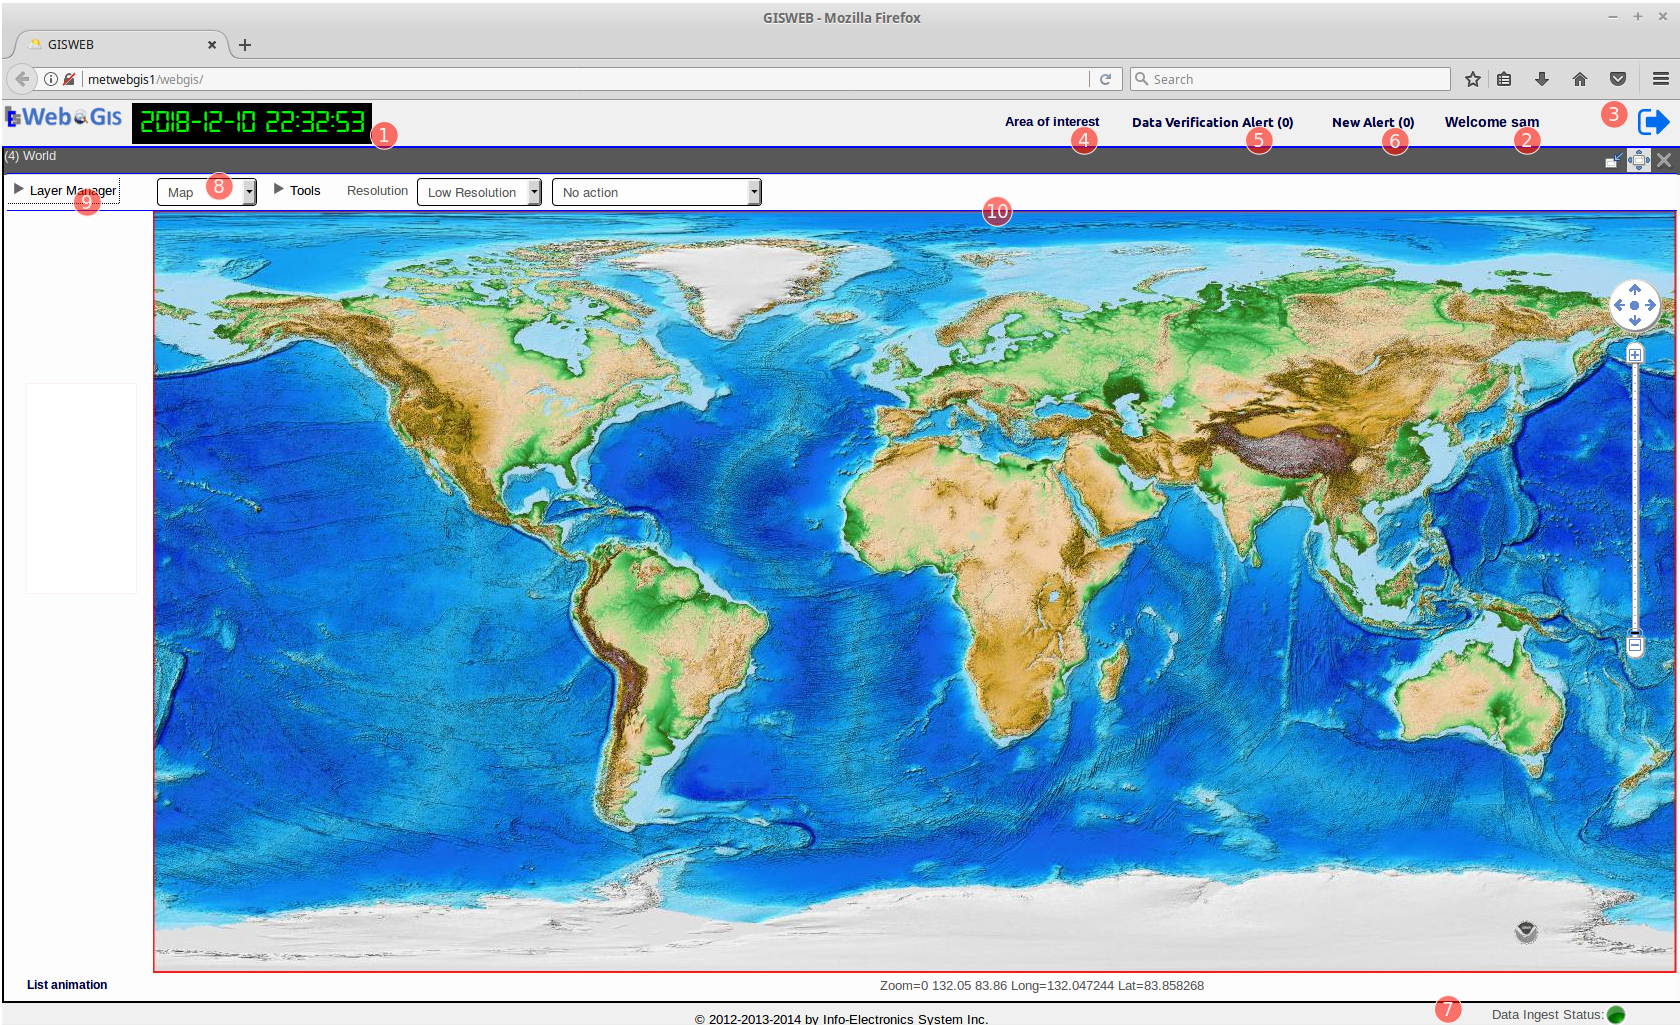 GISWEB - Mozilla Firefox
GISWEB
metwebgis1/webgis/
Search
Web Gis
2018-12-10 22:32:53
1
Area of interest
4
Data Verification Alert (0)
5
New Alert (0)
6
Welcome sam
2
3
(4) World
Layer Manager
9
Map
8
Tools
Resolution
Low Resolution
No action
10
List animation
Zoom=0 132.05 83.86 Long=132.047244 Lat=83.858268
7
Data Ingest Status:
© 2012-2013-2014 by Info-Electronics System Inc.